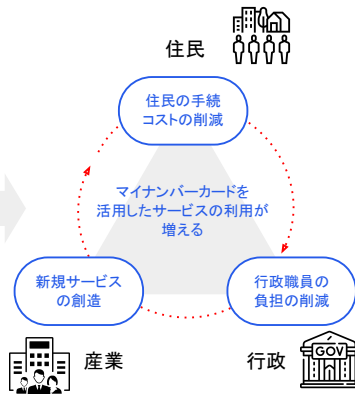 住民
住民の手続
コストの削減
マイナンバーカードを
活用したサービスの利用が
増える
新規サービス
の創造
行政職員の
負担の削減
産業
行政
GOV